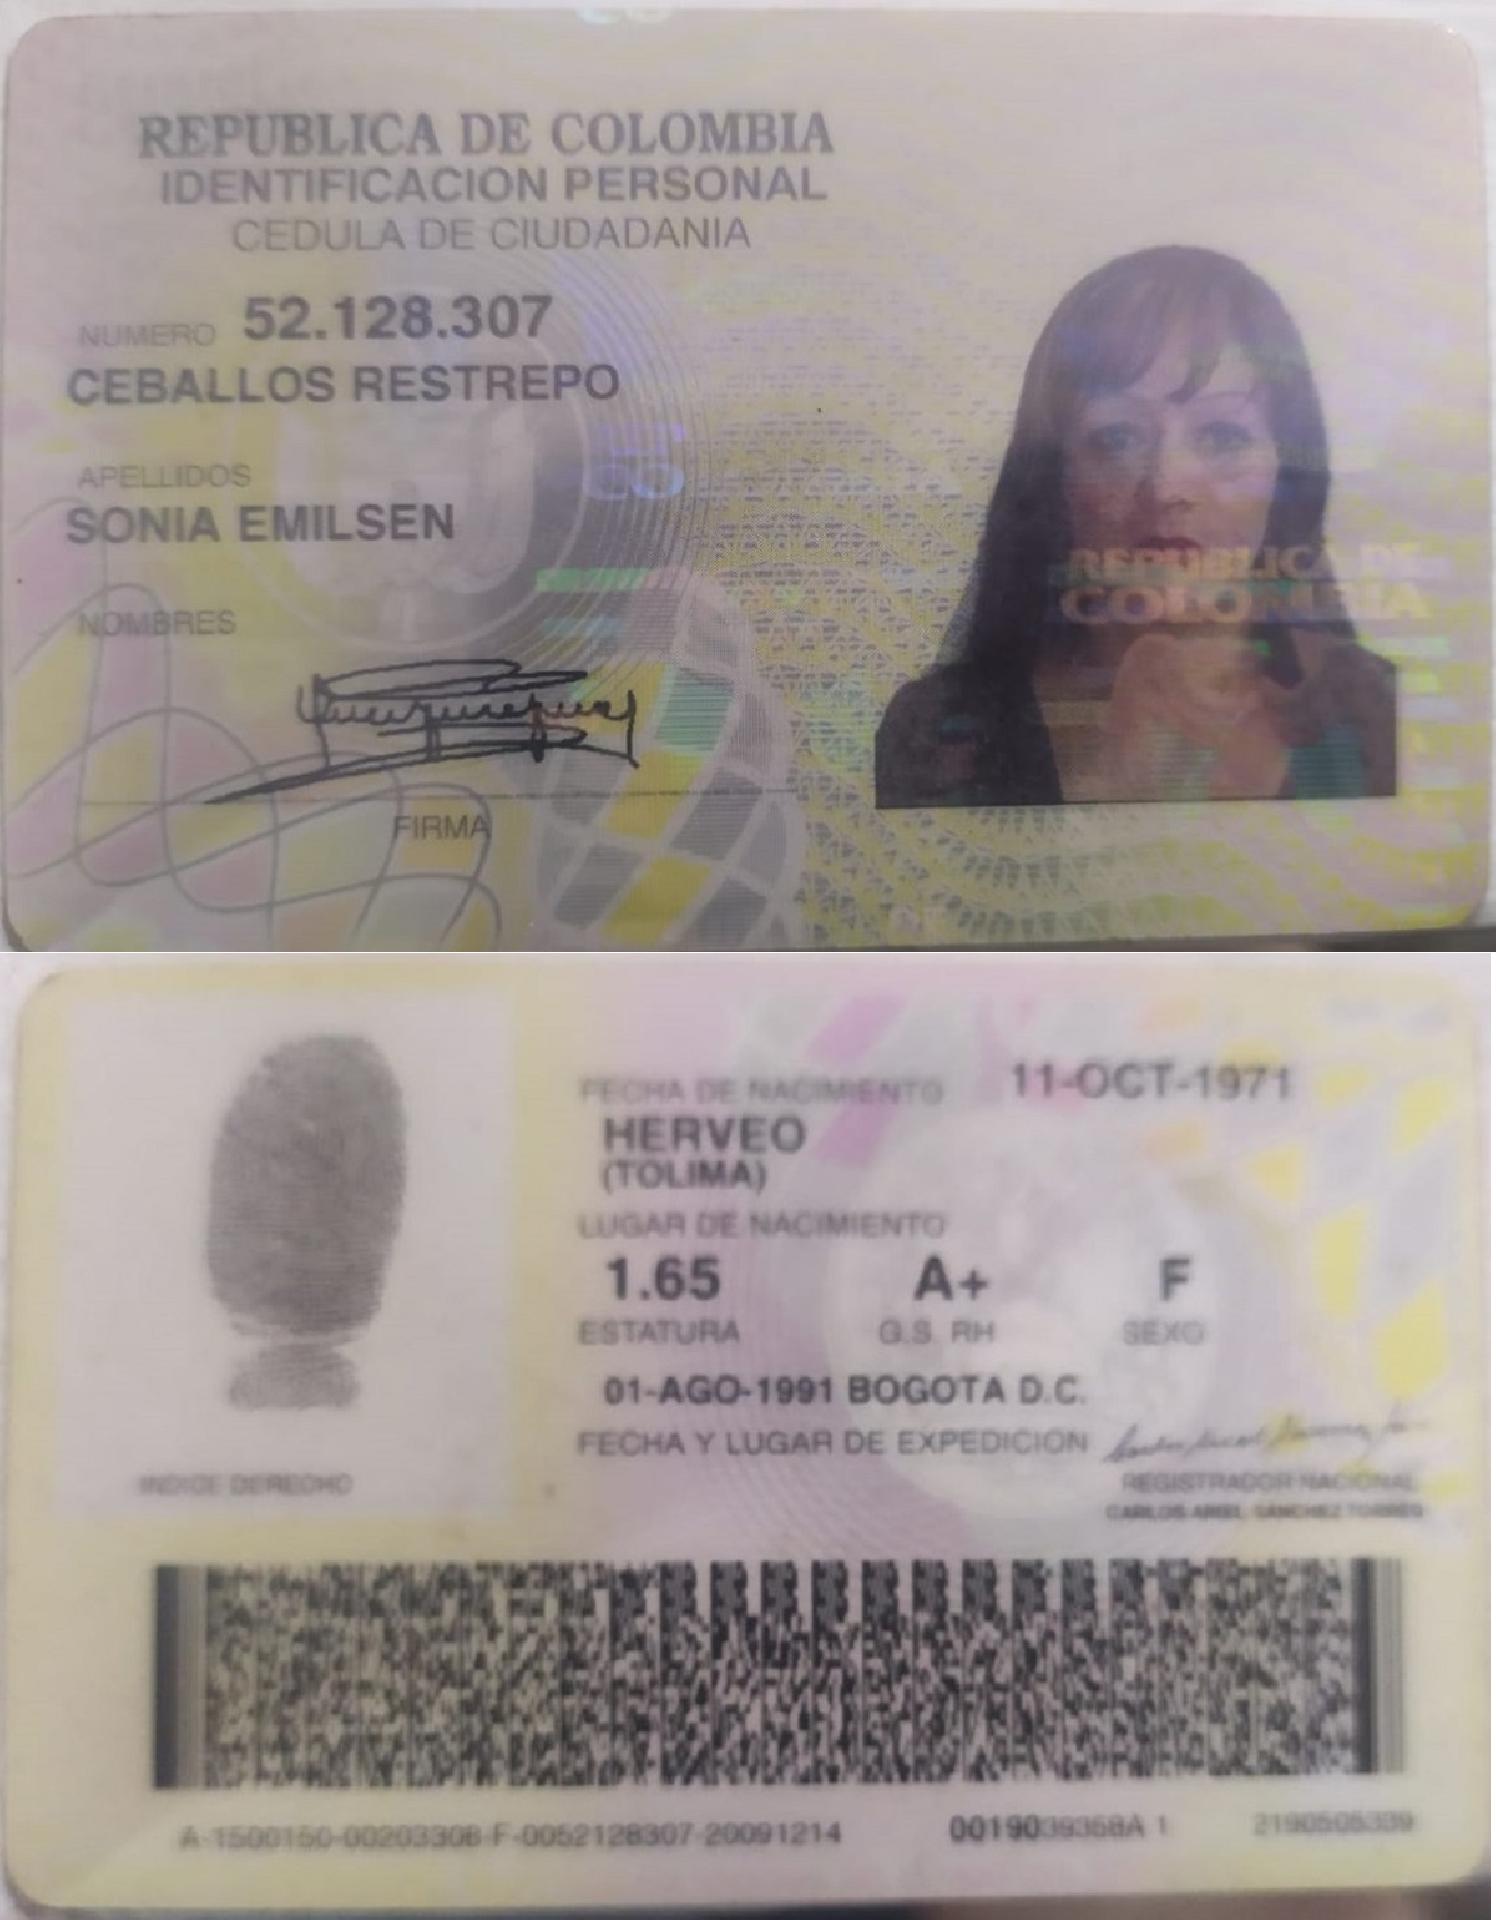 REPUBLICA DE COLOMBIA
IDENTIFICACION PERSONAL
CEDULA DE CIUDADANIA
NUMERO 52.128.307
CEBALLOS RESTREPO
APELLIDOS
SONIA EMILSEN
NOMBRES
FIRMA
REPUBLICA DE
COLOMBIA
FECHA DE NACIMIENTO 11-OCT-1971
HERVEO
(TOLIMA)
LUGAR DE NACIMIENTO
1.65 A+ F
ESTATURA G.S. RH SEXO
01-AGO-1991 BOGOTA D.C.
FECHA Y LUGAR DE EXPEDICION
INDICE DERECHO
REGISTRADOR NACIONAL
CARLOS ARIEL SANCHEZ TORRES
A-1500150-00203308-F-0052128307-20091214 0019039358A 1 2190505339